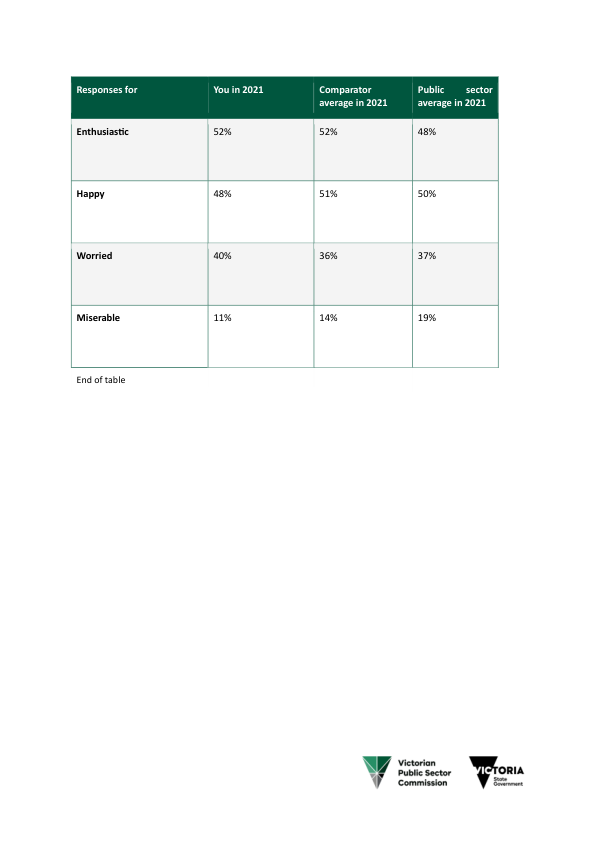 Responses for You in 2021 Comparator average in 2021 Public sector average in 2021
Enthusiastic 52% 52% 48%
Happy 48% 51% 50%
Worried 40% 36% 37%
Miserable 11% 14% 19%
End of table
Victorian
Public Sector
Commission
VICTORIA
State
Government